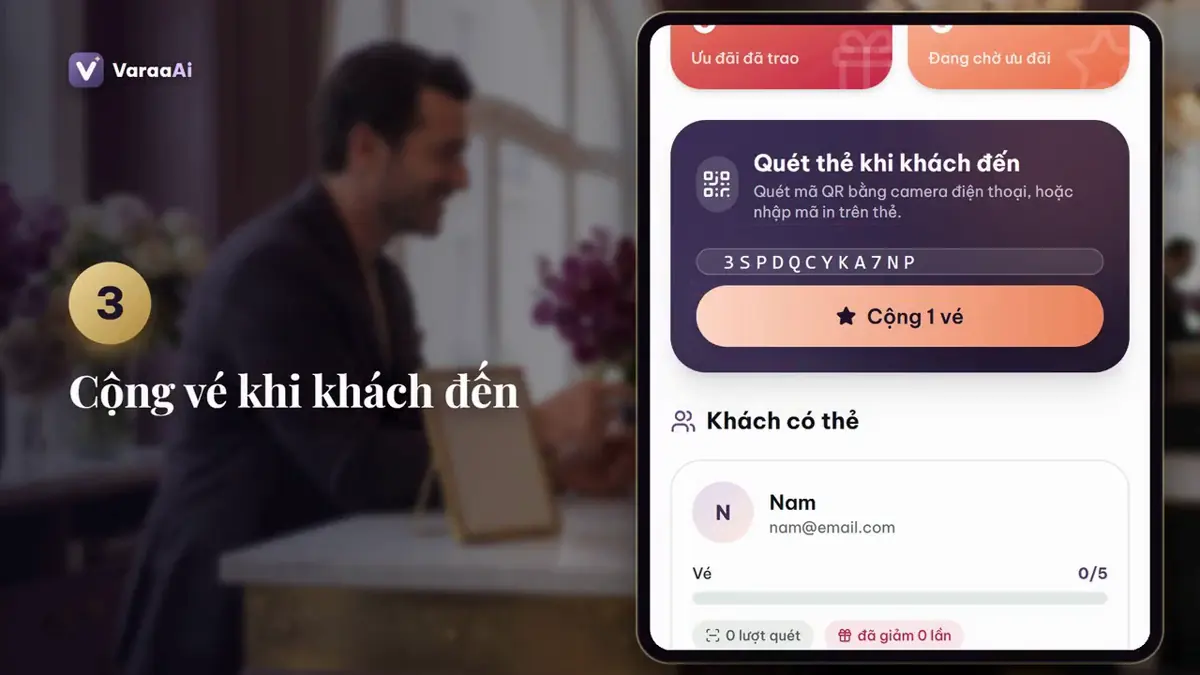 VaraaAi
3
Cộng vé khi khách đến
Ưu đãi đã trao
Đang chờ ưu đãi
Quét thẻ khi khách đến
Quét mã QR bằng camera điện thoại, hoặc
nhập mã in trên thẻ.
3SPDQCYKA7NP
Cộng 1 vé
Khách có thẻ
N
Nam
nam@email.com
Vé
0/5
0 lượt quét
đã giảm 0 lần